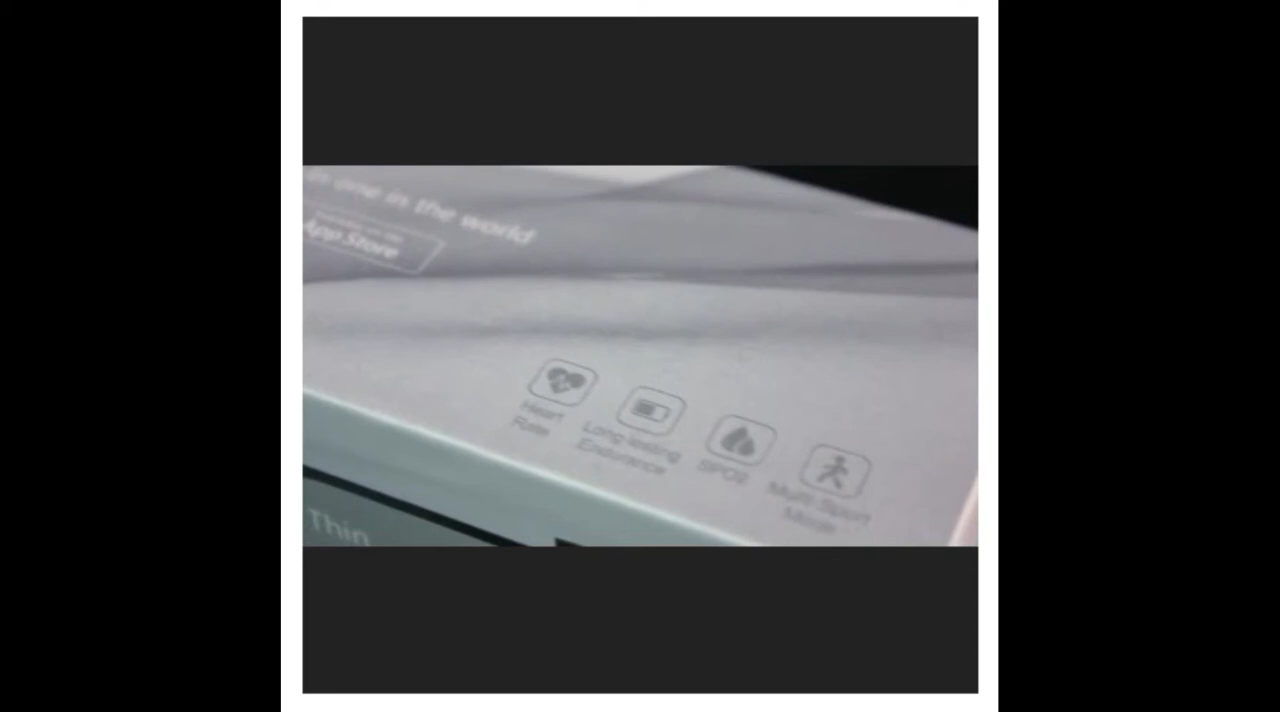 one in the world
App Store
Heart
Rate
Long lasting
Endurance
SPO2
Multi Sport
Mode
Thin